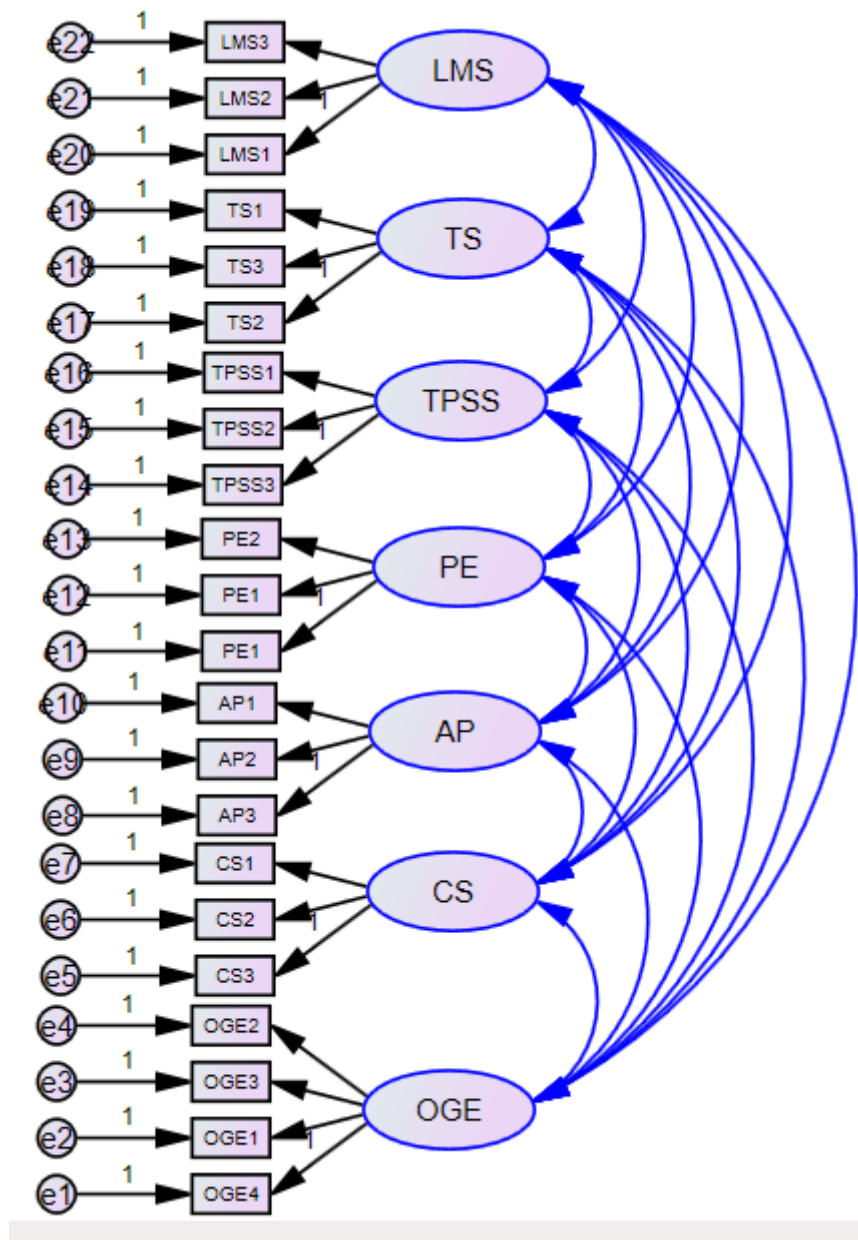 1
e22 LMS3 LMS
1
e21 LMS2 1
1
e20 LMS1
1
e19 TS1 TS
1
e18 TS3 1
1
e17 TS2
1
e16 TPSS1 TPSS
1
e15 TPSS2 1
1
e14 TPSS3
1
e13 PE2 PE
1
e12 PE1 1
1
e11 PE1
1
e10 AP1 AP
1
e9 AP2 1
1
e8 AP3
1
e7 CS1 CS
1
e6 CS2 1
1
e5 CS3
1
e4 OGE2
1
e3 OGE3 OGE
1
e2 OGE1 1
1
e1 OGE4